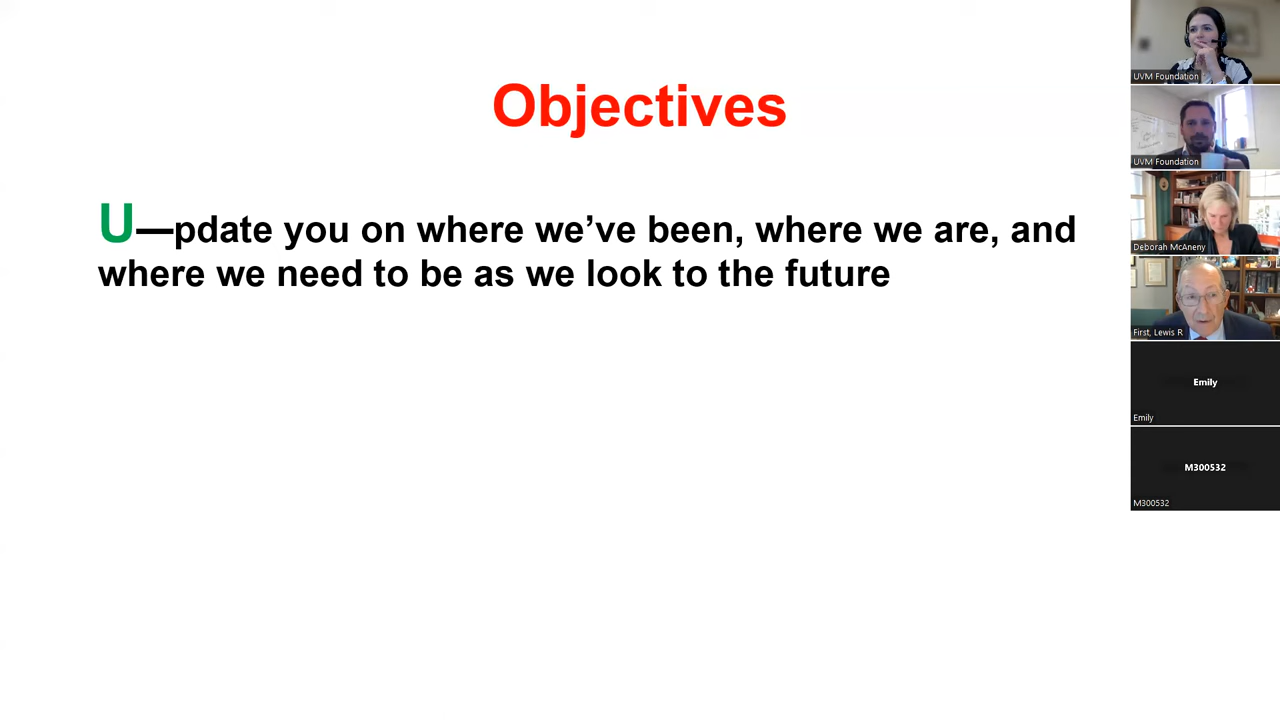 Objectives
U—pdate you on where we’ve been, where we are, and
where we need to be as we look to the future
UVM Foundation
UVM Foundation
Deborah McAneny
First, Lewis R
Emily
Emily
M300532
M300532